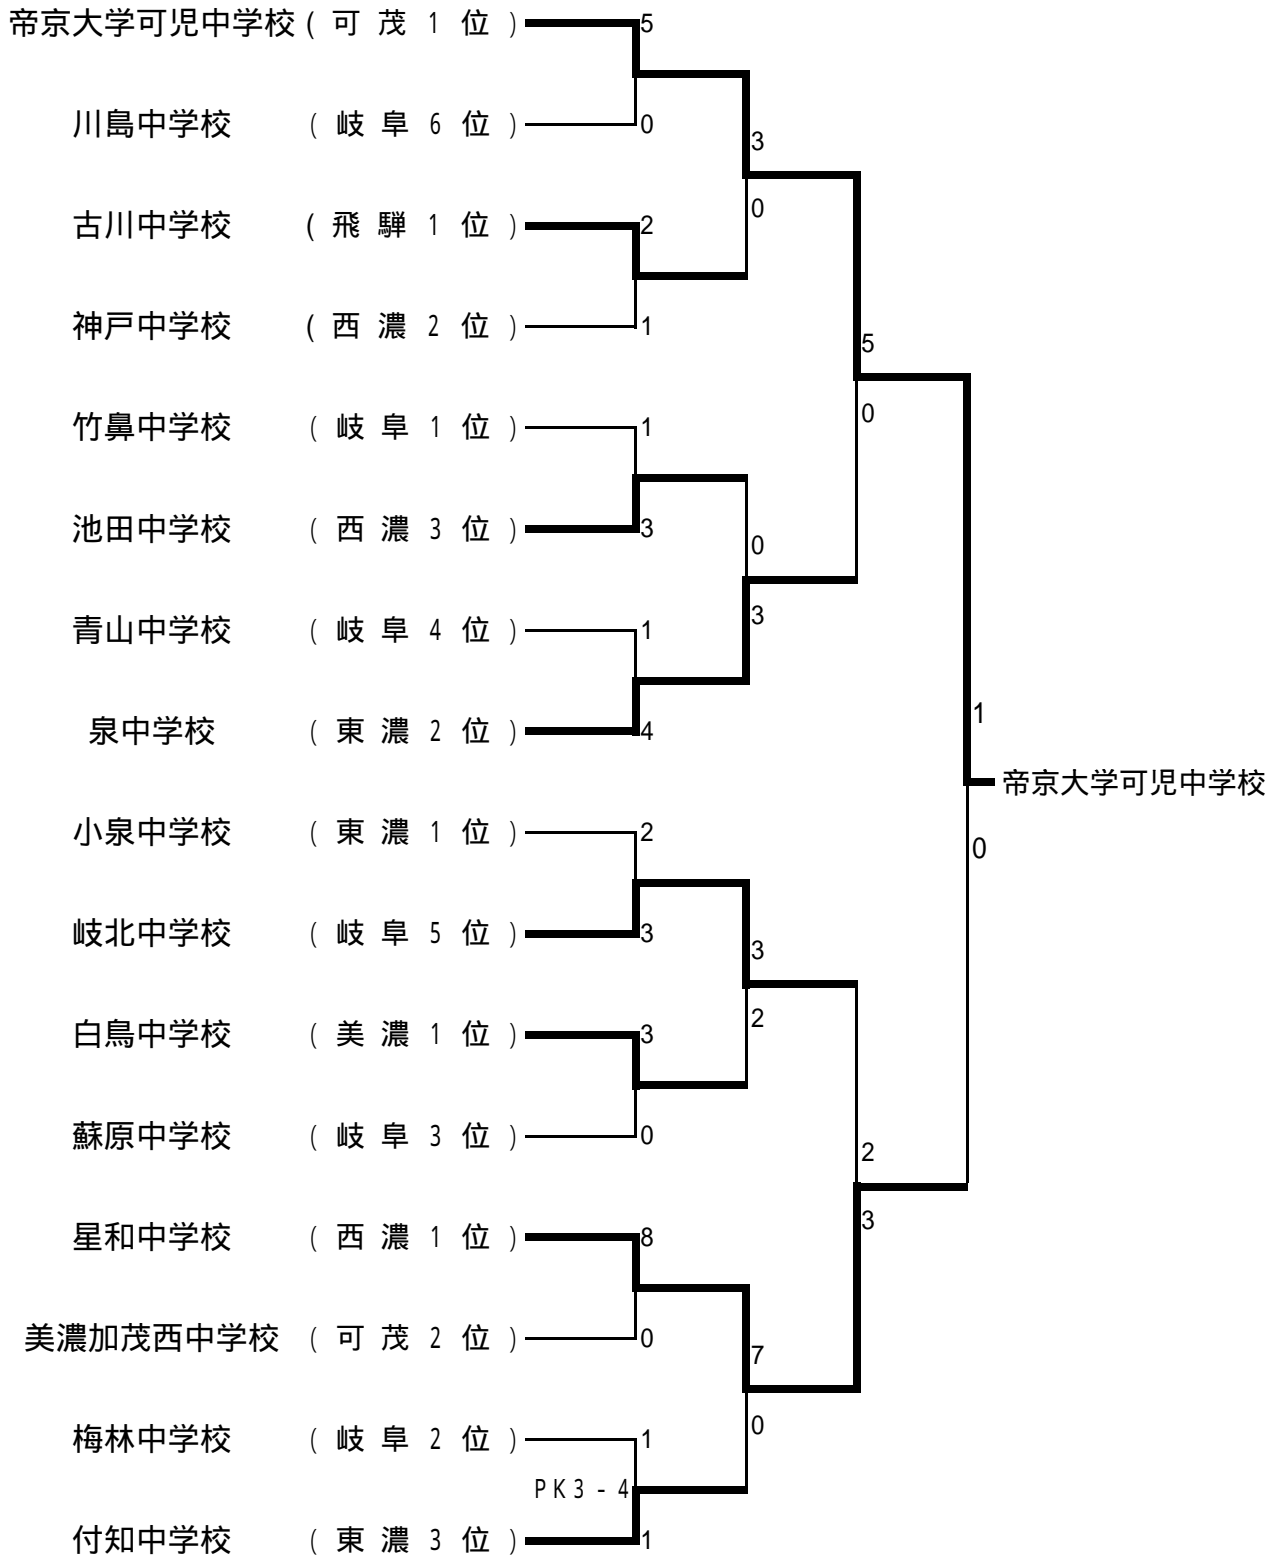 帝京大学可児中学校 (可茂1位) 5
川島中学校 (岐阜6位) 0
3
0
古川中学校 (飛騨1位) 2
神戸中学校 (西濃2位) 1
5
0
竹鼻中学校 (岐阜1位) 1
池田中学校 (西濃3位) 3
0
3
青山中学校 (岐阜4位) 1
泉中学校 (東濃2位) 4
1
帝京大学可児中学校
0
小泉中学校 (東濃1位) 2
岐北中学校 (岐阜5位) 3
3
2
白鳥中学校 (美濃1位) 3
蘇原中学校 (岐阜3位) 0
2
3
星和中学校 (西濃1位) 8
美濃加茂西中学校 (可茂2位) 0
7
0
梅林中学校 (岐阜2位) 1
PK3-4
付知中学校 (東濃3位) 1